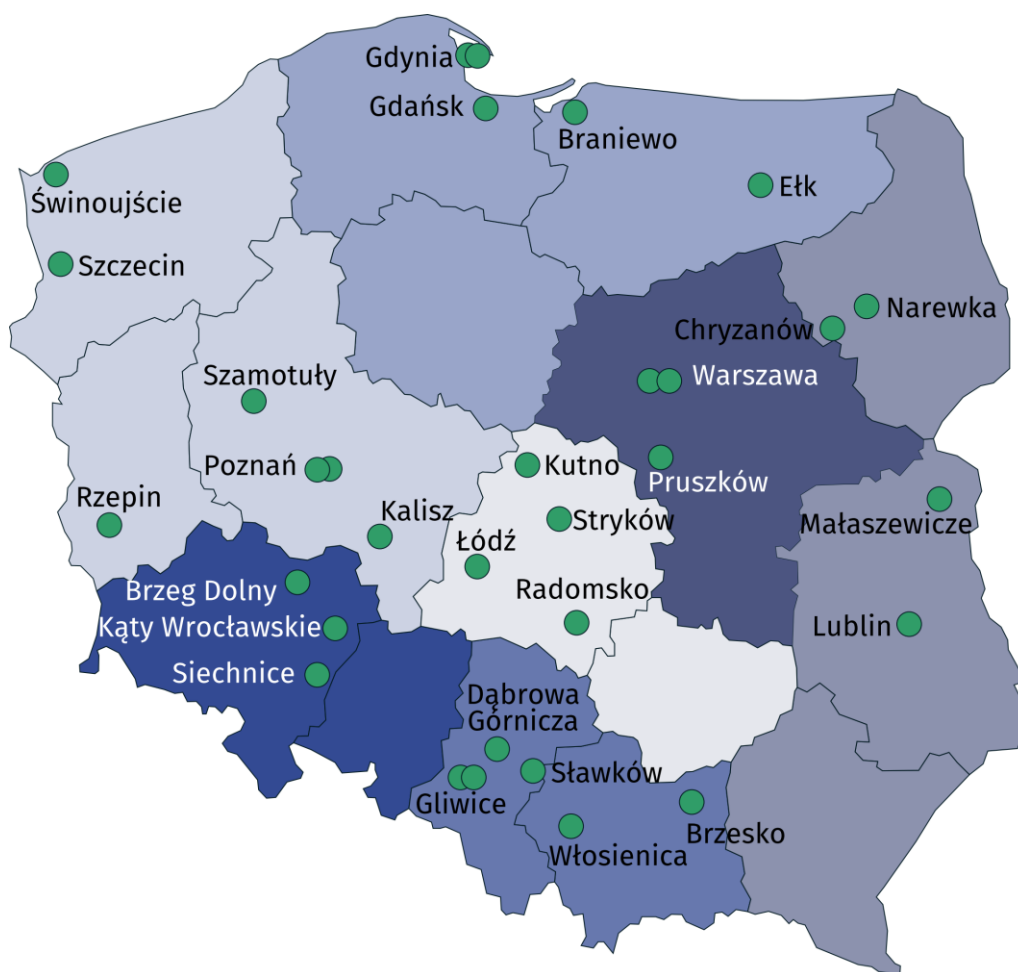 Gdynia
Gdańsk
Braniewo
Ełk
Świnoujście
Szczecin
Narewka
Chryzanów
Warszawa
Szamotuły
Poznań
Kutno
Pruszków
Rzepin
Kalisz
Stryków
Małaszewicze
Łódź
Brzeg Dolny
Radomsko
Kąty Wrocławskie
Lublin
Siechnice
Dąbrowa
Górnicza
Sławków
Gliwice
Brzesko
Włosienica